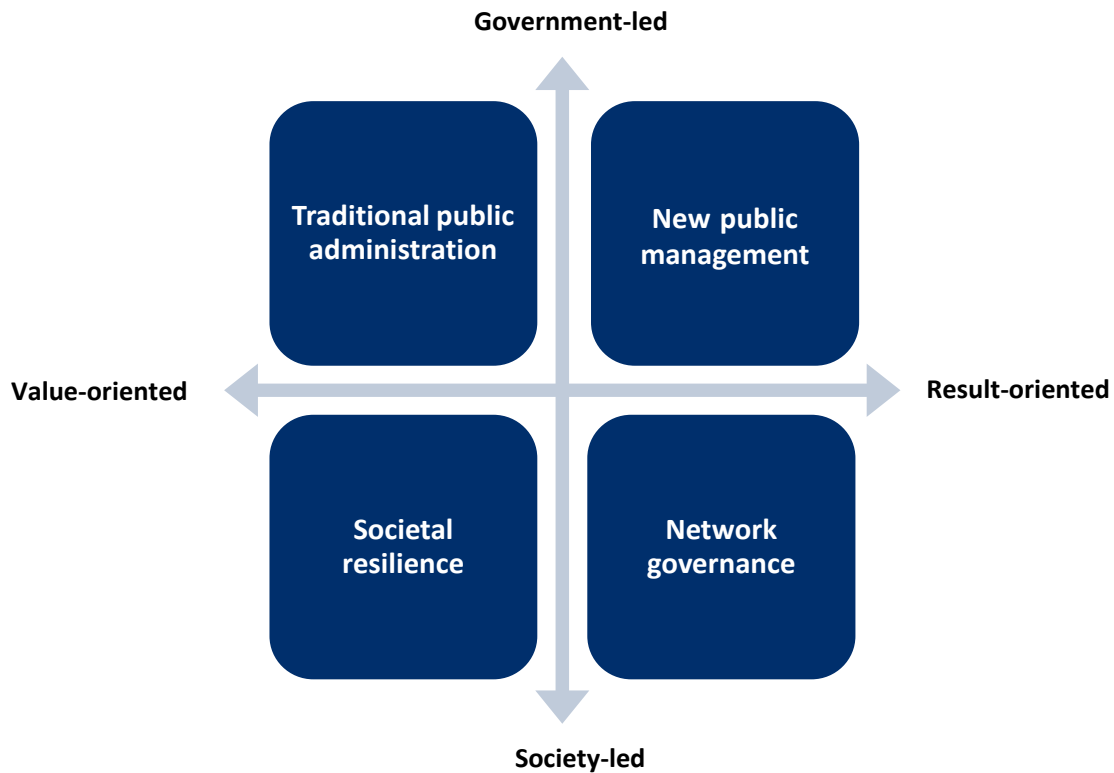 Government-led
Traditional public
administration
New public
management
Value-oriented
Result-oriented
Societal
resilience
Network
governance
Society-led